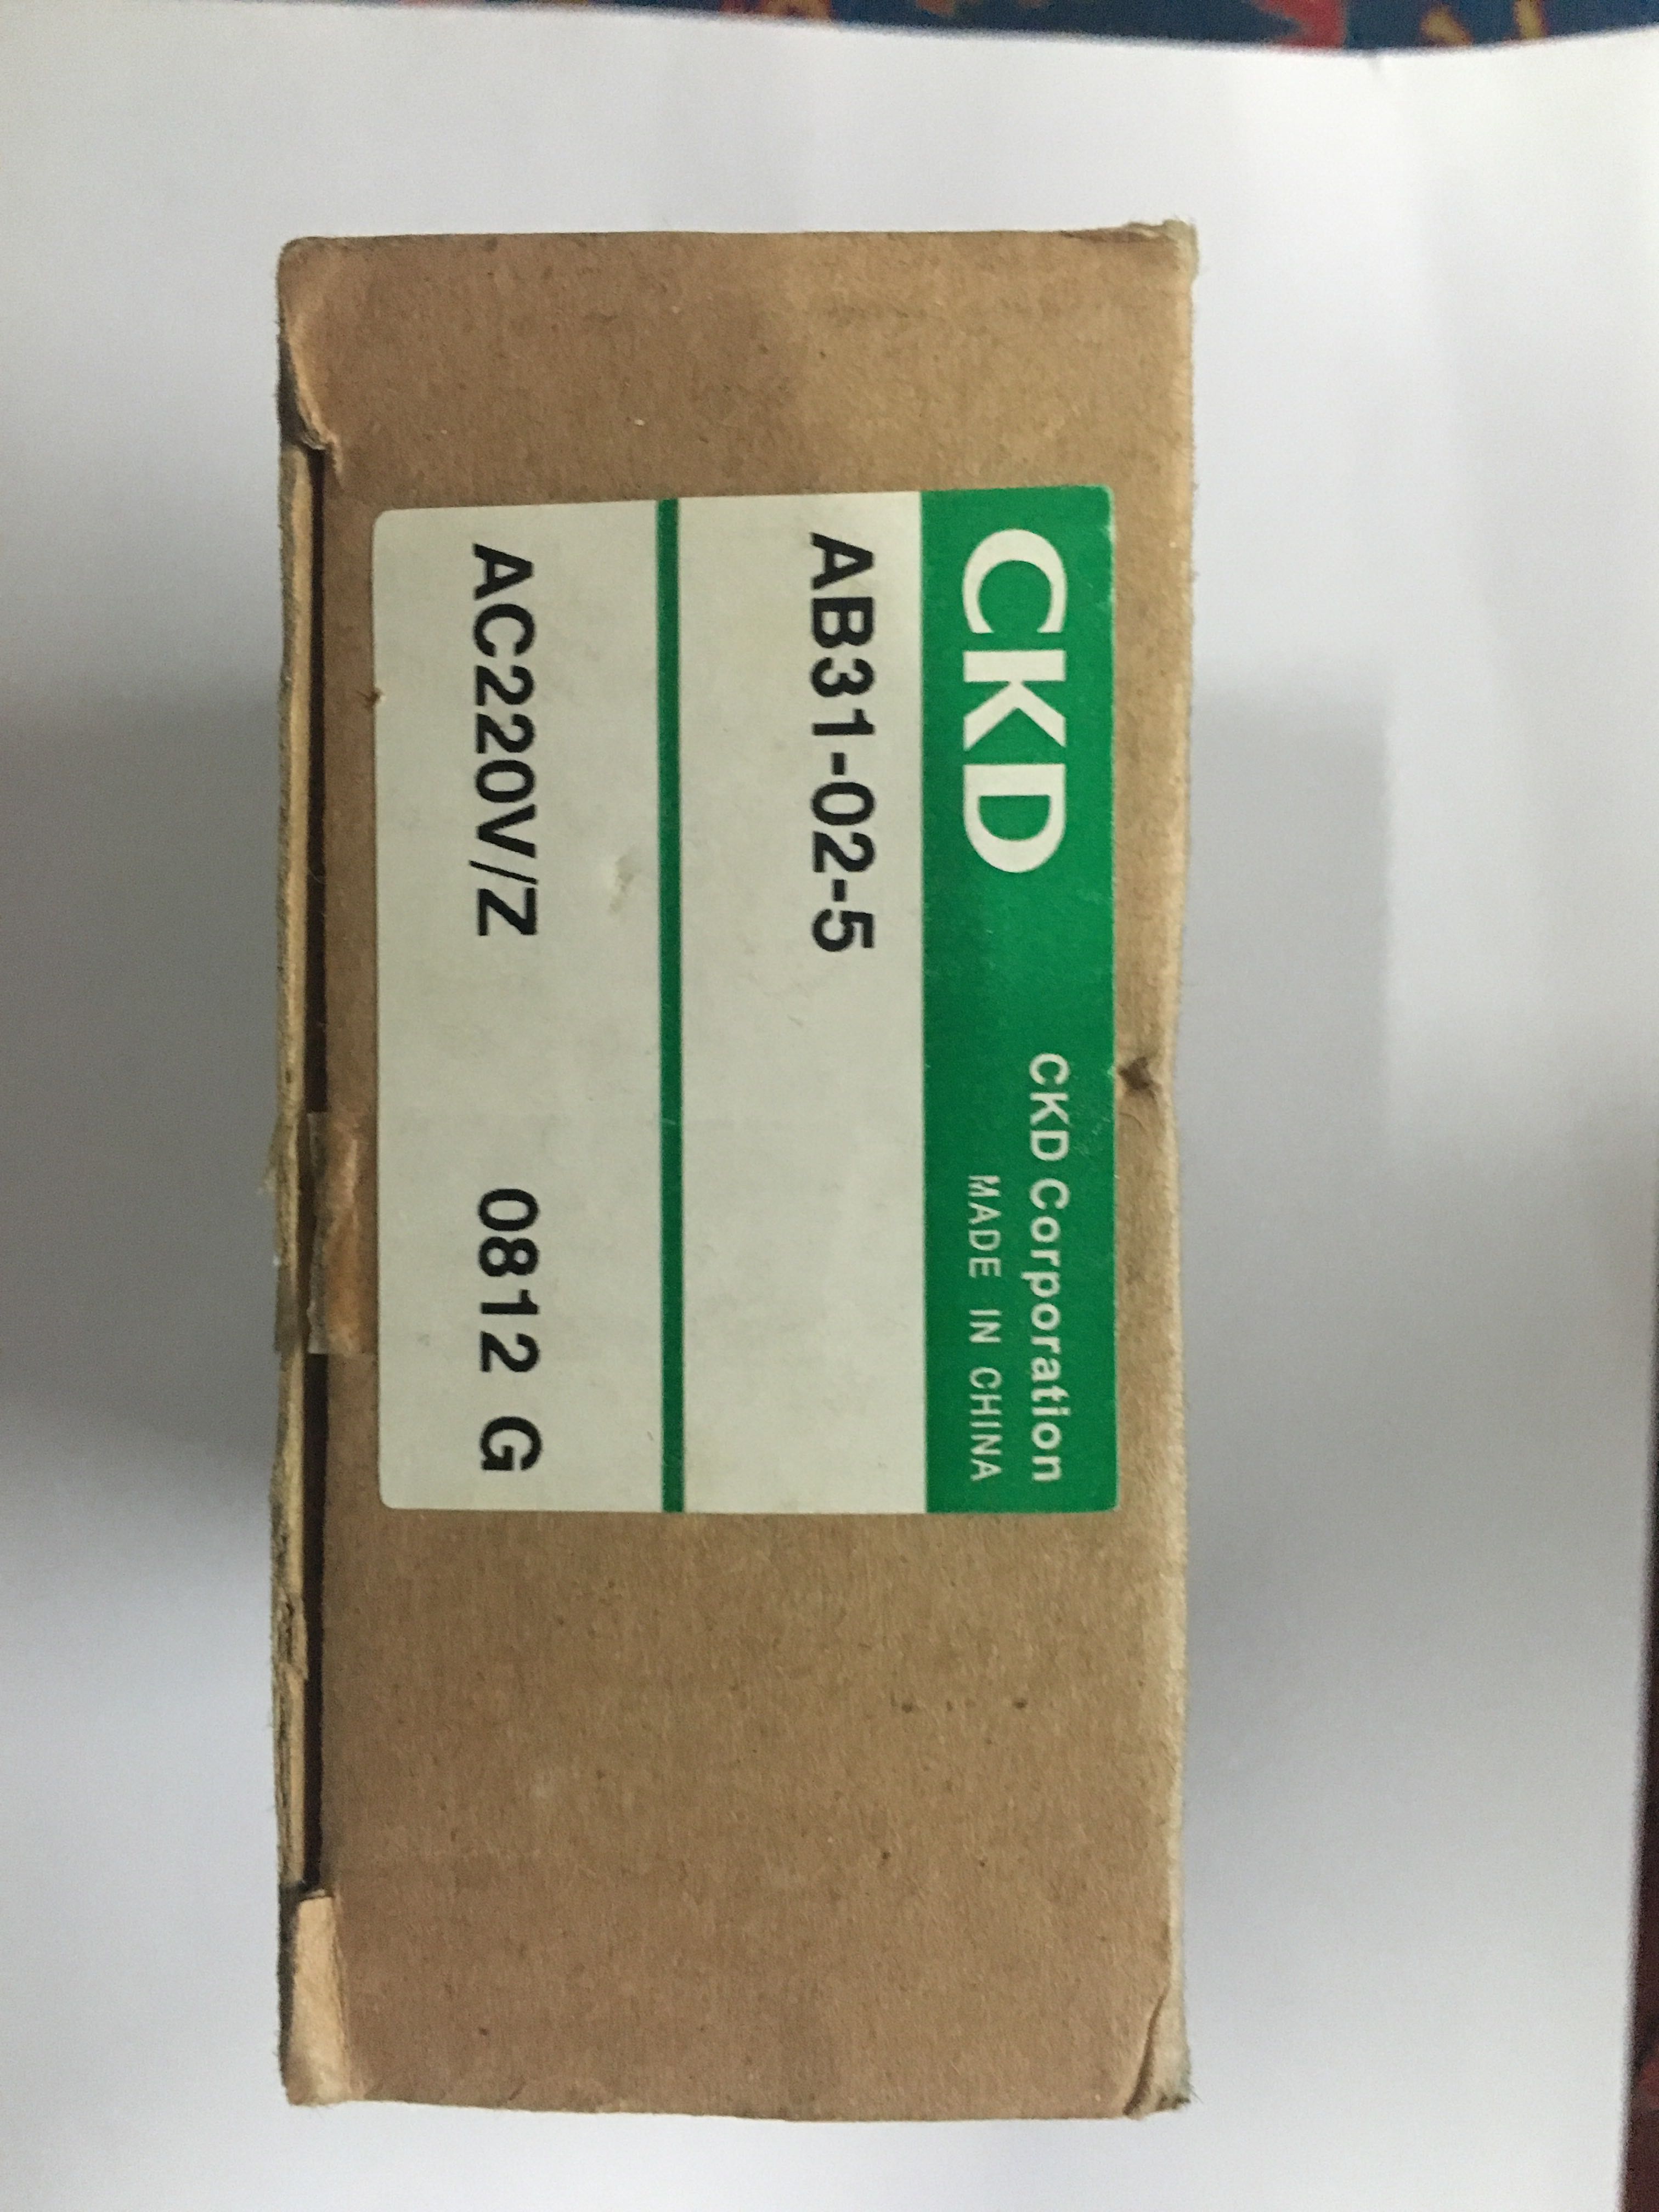 CKD
CKD Corporation
MADE IN CHINA
AB31-02-5
AC220V/Z 0812 G